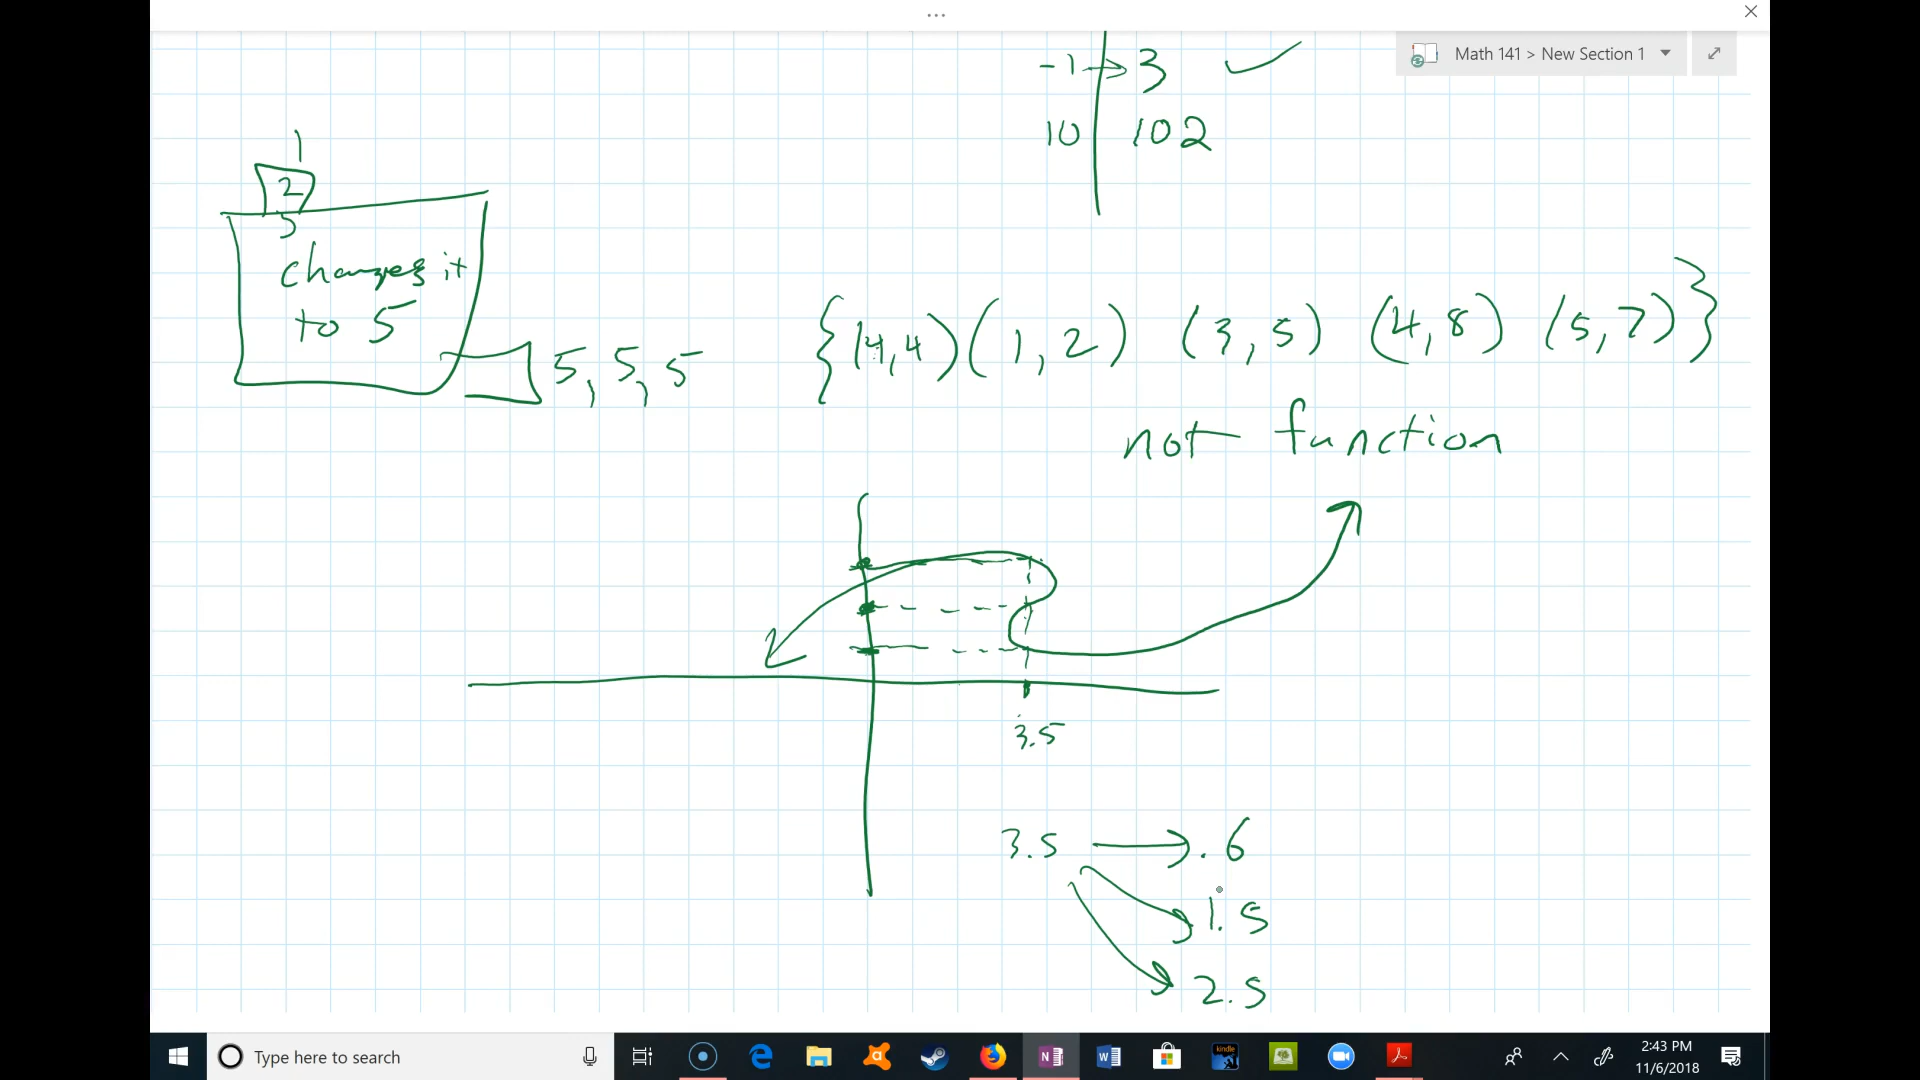 Math 141 > New Section 1
-1 → 3 ✓
10 102
1
2
5
changes it
to 5
5, 5, 5
(1, 2) (3, 5) (4, 8) (5, 7)}
not function
3.5
3.5 → .6
1.5
2.5
Type here to search
kindle
2:43 PM
11/6/2018